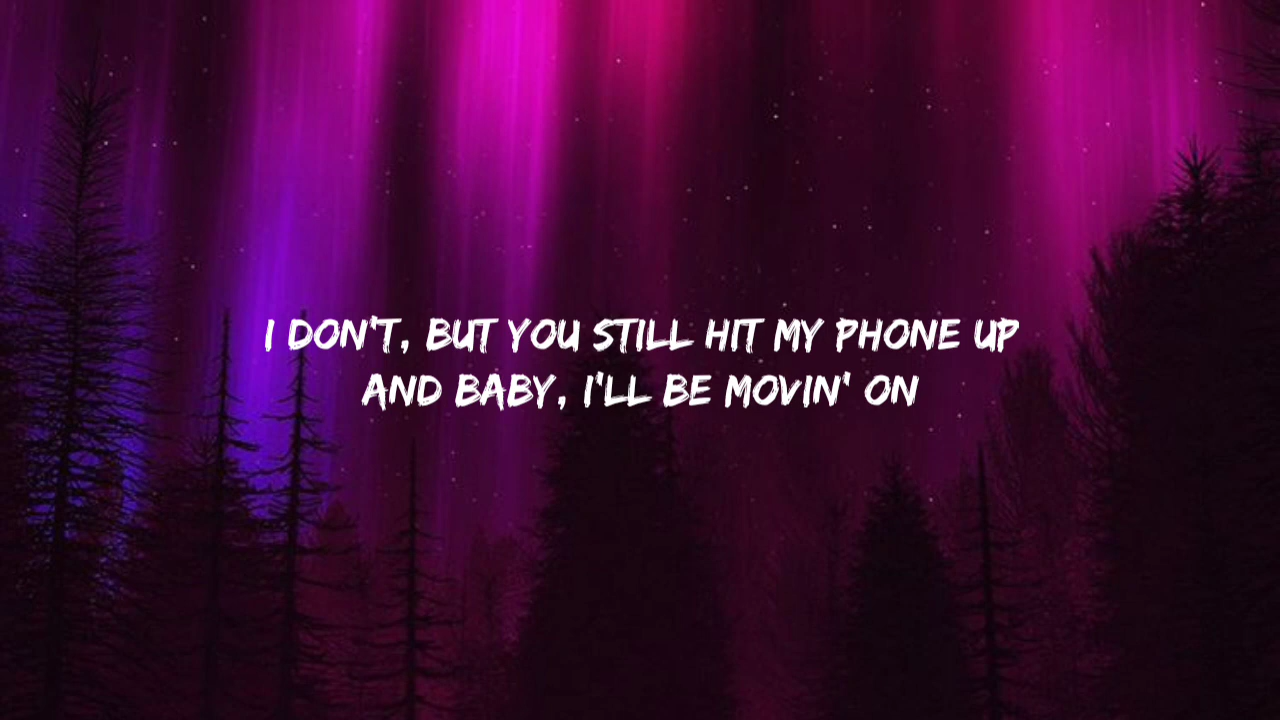 I DON'T, BUT YOU STILL HIT MY PHONE UP
AND BABY, I'LL BE MOVIN' ON